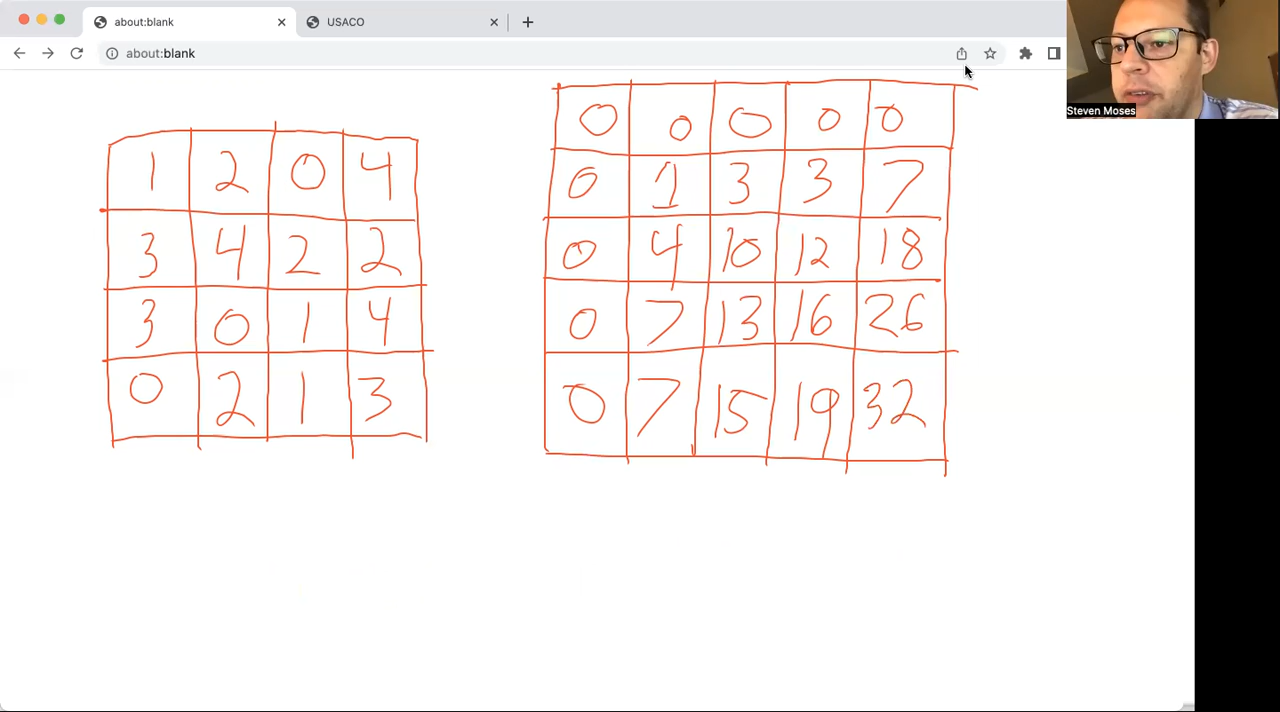 about:blank
USACO
about:blank
Steven Moses
1 2 0 4
3 4 2 2
3 0 1 4
0 2 1 3
0 0 0 0 0
0 1 3 3 7
0 4 10 12 18
0 7 13 16 26
0 7 15 19 32